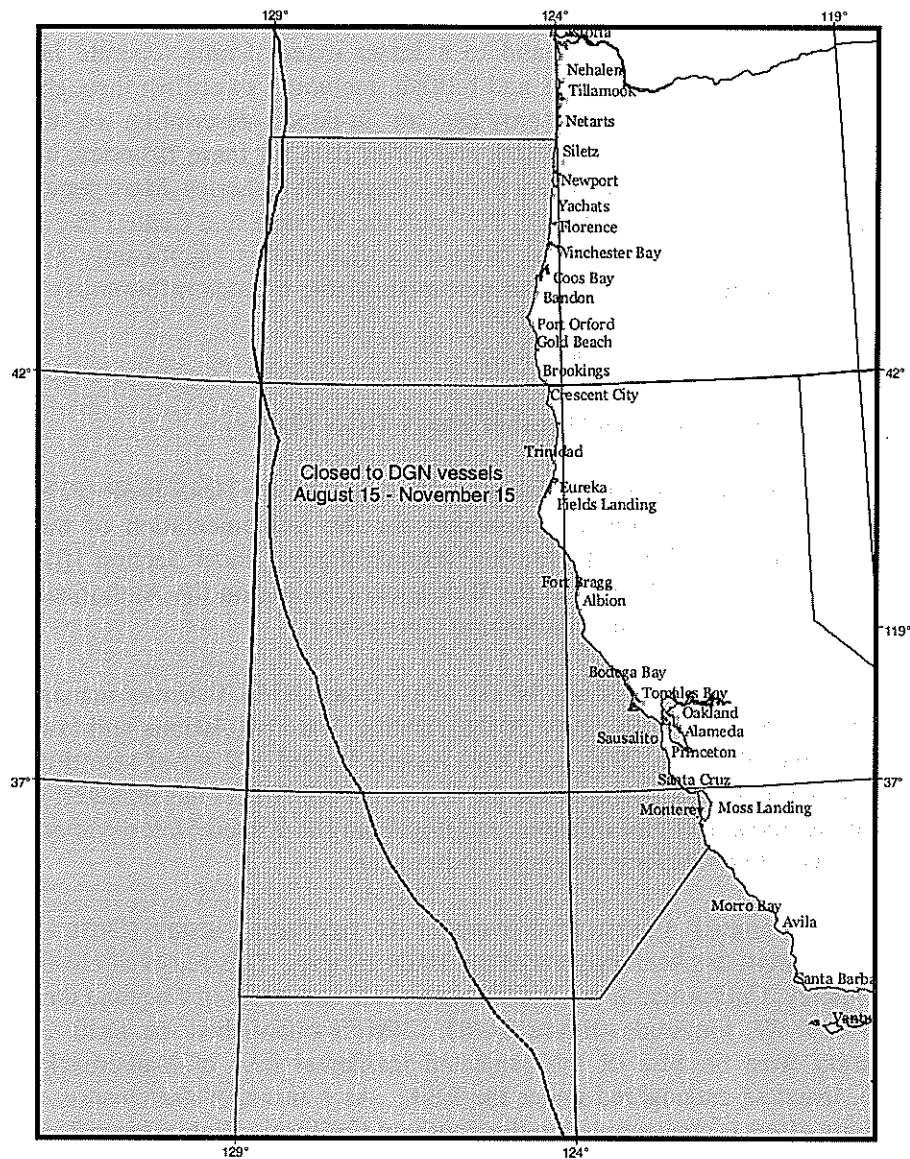 129°
124°
119°
Nehalem
Tillamook
Netarts
Siletz
Newport
Yachats
Florence
Winchester Bay
Coos Bay
Bandon
Port Orford
Gold Beach
42°
42°
Brookings
Crescent City
Trinidad
Closed to DGN vessels
August 15 - November 15
Eureka
Fields Landing
Fort Bragg
Albion
119°
Bodega Bay
Tomales Bay
Oakland
Alameda
Sausalito
Princeton
37°
37°
Santa Cruz
Monterey
Moss Landing
Morro Bay
Avila
Santa Barba
129°
124°